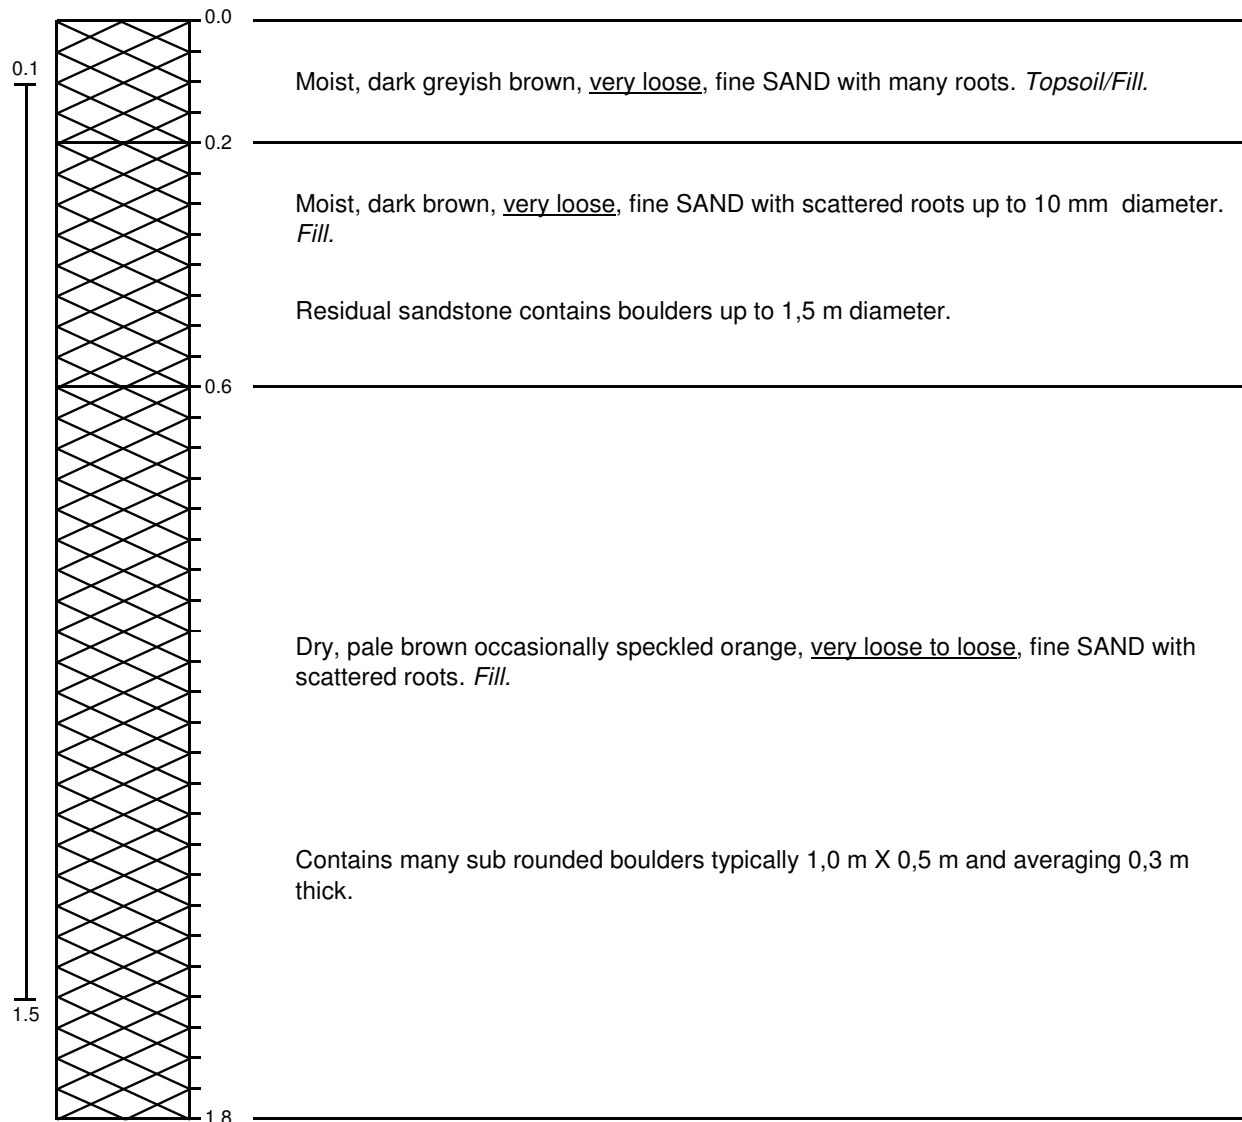 0.0
0.1
Moist, dark greyish brown, very loose, fine SAND with many roots. Topsoil/Fill.
0.2
Moist, dark brown, very loose, fine SAND with scattered roots up to 10 mm diameter.
Fill.
Residual sandstone contains boulders up to 1,5 m diameter.
0.6
Dry, pale brown occasionally speckled orange, very loose to loose, fine SAND with
scattered roots. Fill.
Contains many sub rounded boulders typically 1,0 m X 0,5 m and averaging 0,3 m
thick.
1.5
1.8